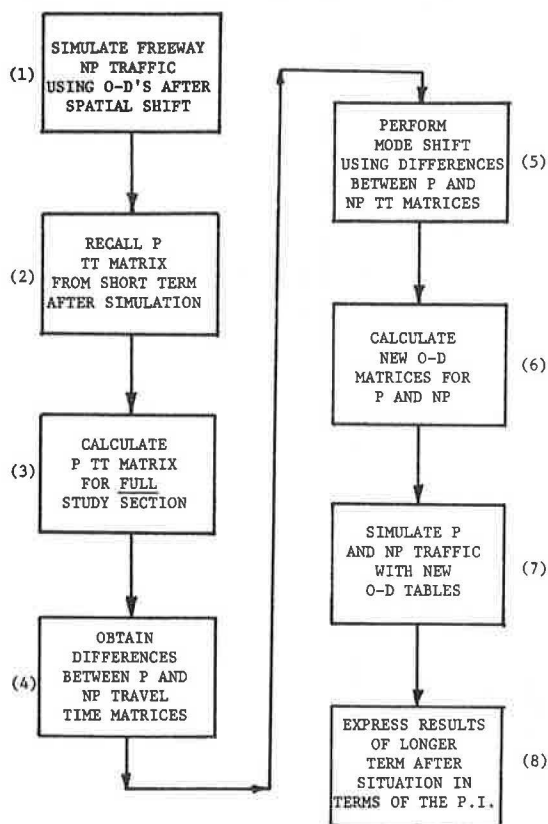 (1)
SIMULATE FREEWAY
NP TRAFFIC
USING O-D'S AFTER
SPATIAL SHIFT
(2)
RECALL P
TT MATRIX
FROM SHORT TERM
AFTER SIMULATION
(3)
CALCULATE
P TT MATRIX
FOR FULL
STUDY SECTION
(4)
OBTAIN
DIFFERENCES
BETWEEN P AND
NP TRAVEL
TIME MATRICES
PERFORM
MODE SHIFT
USING DIFFERENCES
BETWEEN P AND
NP TT MATRICES
(5)
CALCULATE
NEW O-D
MATRICES FOR
P AND NP
(6)
SIMULATE P
AND NP TRAFFIC
WITH NEW
O-D TABLES
(7)
EXPRESS RESULTS
OF LONGER
TERM AFTER
SITUATION IN
TERMS OF THE P.I.
(8)